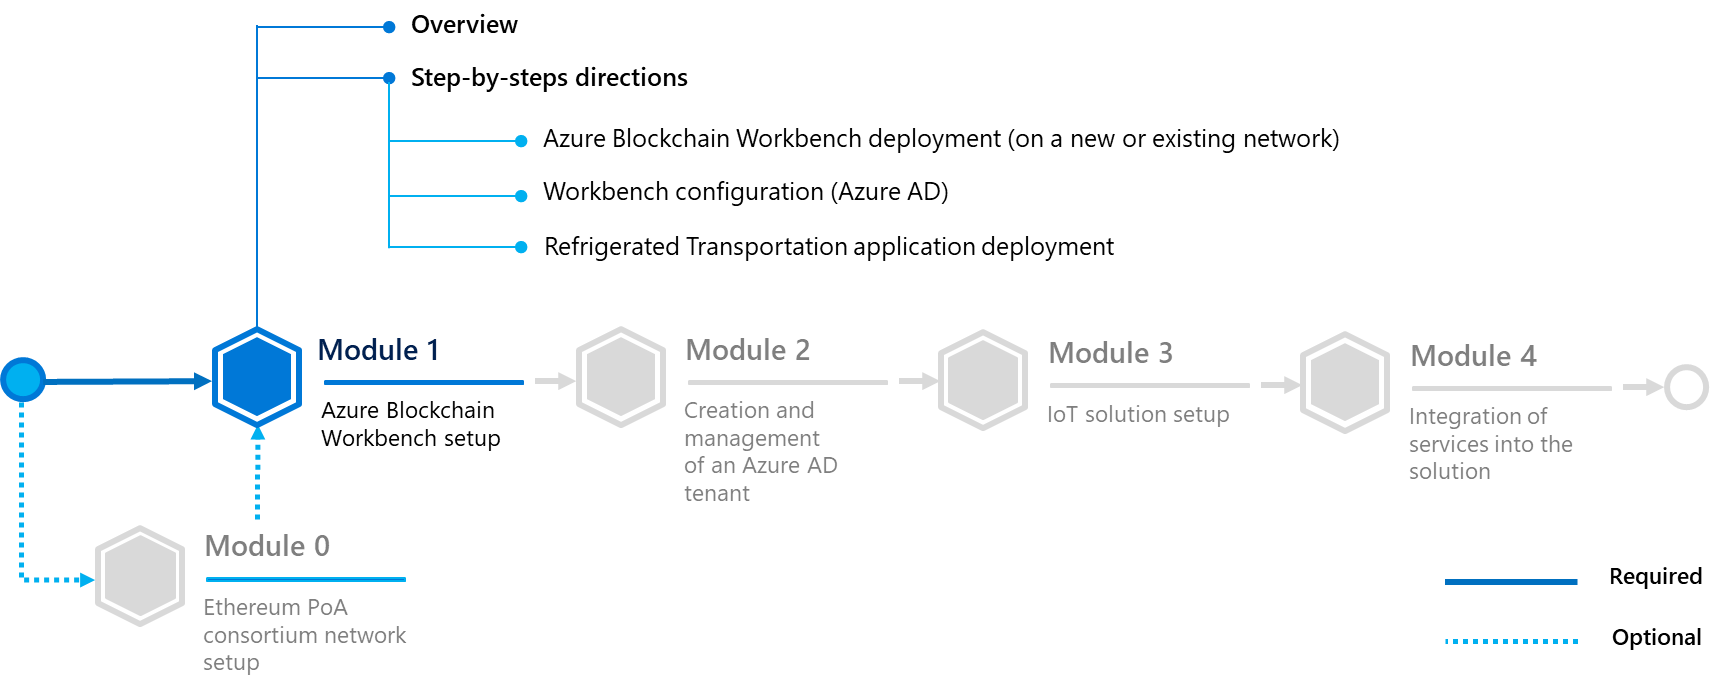 Overview
Step-by-steps directions
Azure Blockchain Workbench deployment (on a new or existing network)
Workbench configuration (Azure AD)
Refrigerated Transportation application deployment
Module 1
Azure Blockchain
Workbench setup
Module 2
Creation and
management
of an Azure AD
tenant
Module 3
IoT solution setup
Module 4
Integration of
services into the
solution
Module 0
Ethereum PoA
consortium network
setup
Required
Optional